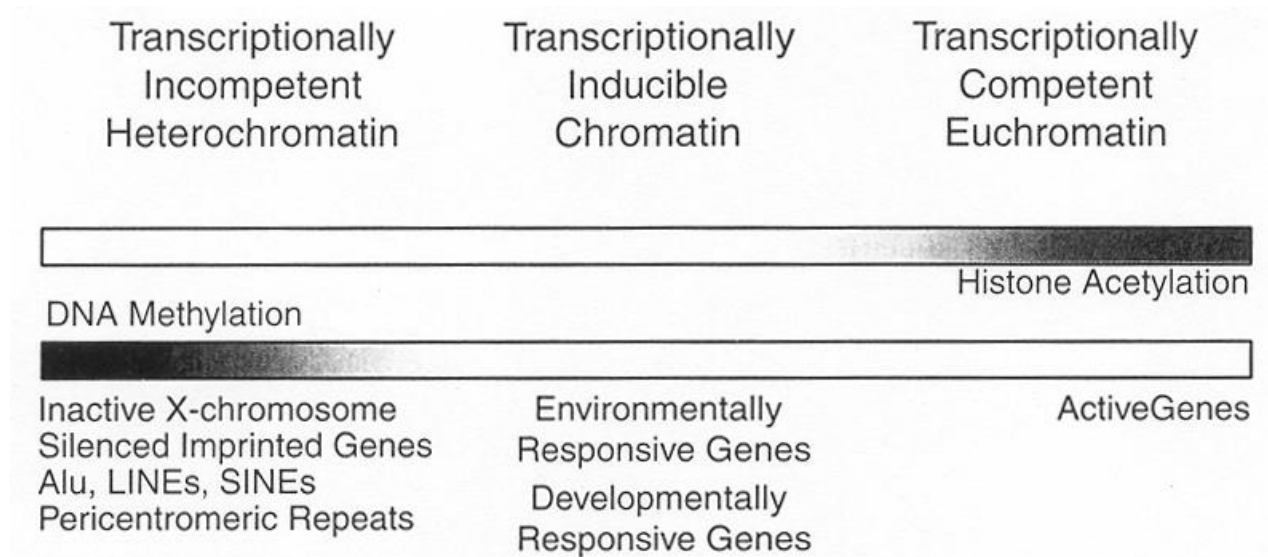 Transcriptionally
Incompetent
Heterochromatin
Transcriptionally
Inducible
Chromatin
Transcriptionally
Competent
Euchromatin
Histone Acetylation
DNA Methylation
Inactive X-chromosome
Silenced Imprinted Genes
Alu, LINEs, SINEs
Pericentromeric Repeats
Environmentally
Responsive Genes
Developmentally
Responsive Genes
ActiveGenes